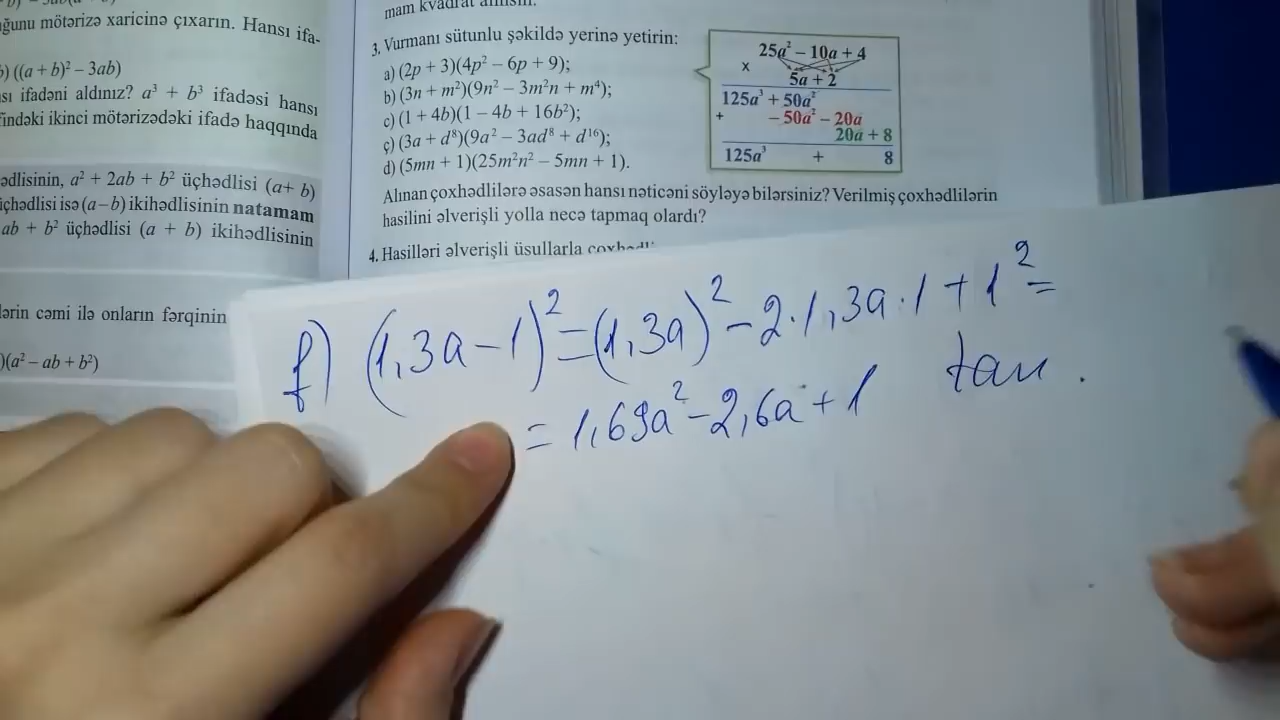 ğunu mötərizə xaricinə çıxarın. Hansı ifa-
b) ((a + b)² – 3ab)
sı ifadəni aldınız? a³ + b³ ifadəsi hansı
findəki ikinci mötərizədəki ifadə haqqında
ədlisinin, a² + 2ab + b² üçhədlisi (a+ b)
üçhədlisi isə (a–b) ikihədlisinin natamam
ab + b² üçhədlisi (a + b) ikihədlisinin
lərin cəmi ilə onların fərqinin
)(a² – ab + b²)
mam kvadrat
3. Vurmanı sütunlu şəkildə yerinə yetirin:
a) (2p + 3)(4p² – 6p + 9);
b) (3n + m²)(9n² – 3m²n + m⁴);
c) (1 + 4b)(1 – 4b + 16b²);
ç) (3a + d⁸)(9a² – 3ad⁸ + d¹⁶);
d) (5mn + 1)(25m²n² – 5mn + 1).
25a² – 10a + 4
x 5a + 2
125a³ + 50a²
+ – 50a² – 20a
20a + 8
125a³ + 8
Alınan çoxhədlilərə əsasən hansı nəticəni söyləyə bilərsiniz? Verilmiş çoxhədlilərin
hasilini əlverişli yolla necə tapmaq olardı?
4. Hasilləri əlverişli üsullarla
f) (1,3a – 1)² = (1,3a)² – 2·1,3a·1 + 1² =
= 1,69a² – 2,6a + 1 tam.